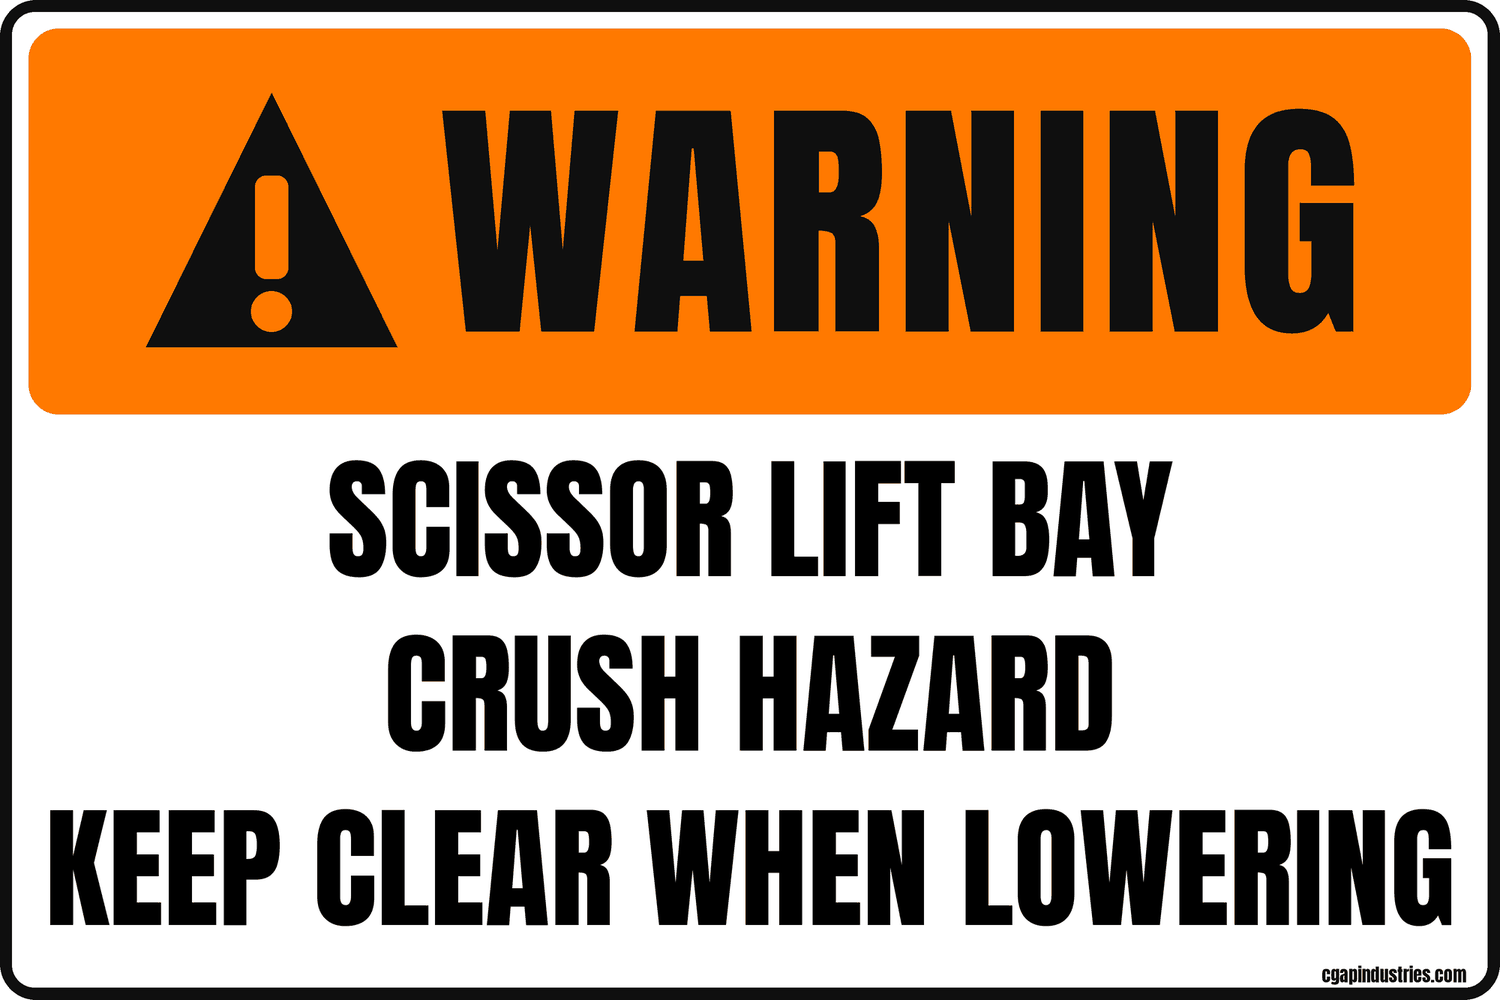 WARNING
SCISSOR LIFT BAY
CRUSH HAZARD
KEEP CLEAR WHEN LOWERING
cgapindustries.com